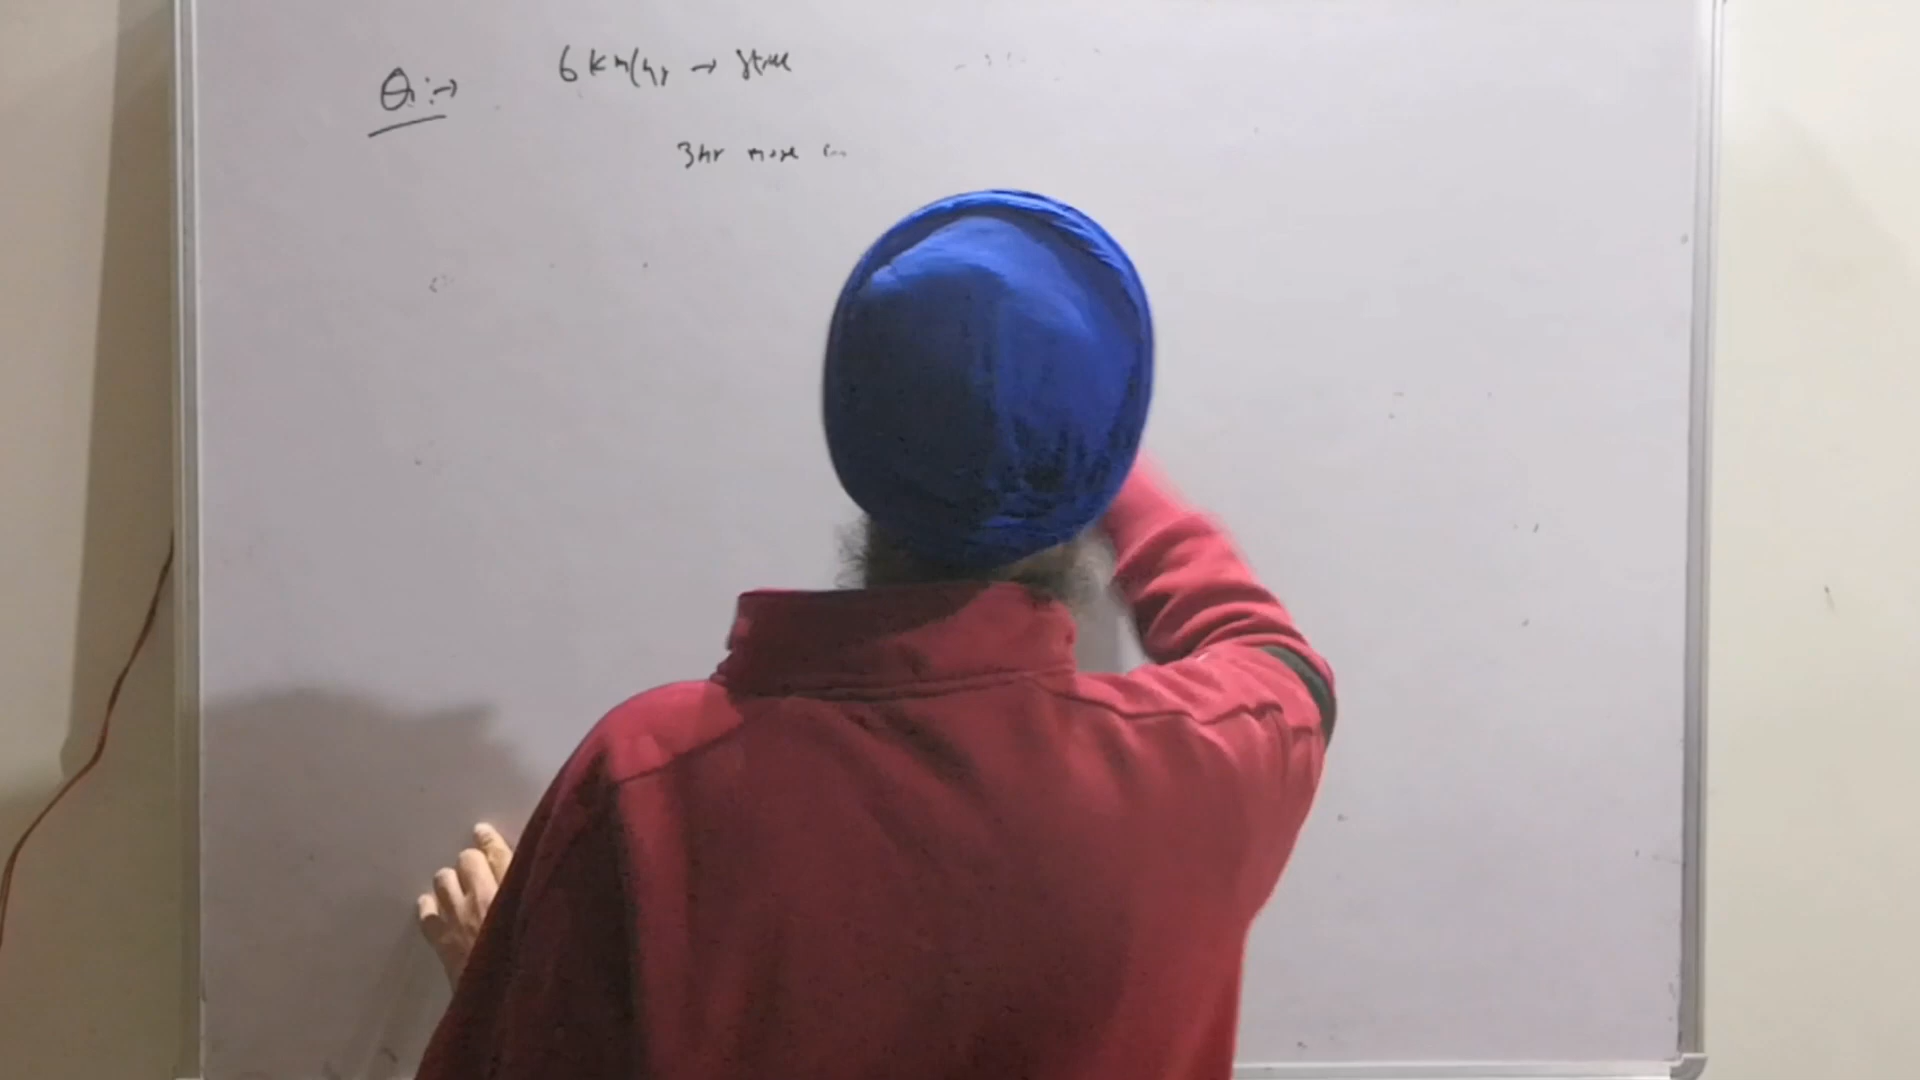 Q:→ 6 km/hr → still
3hr more